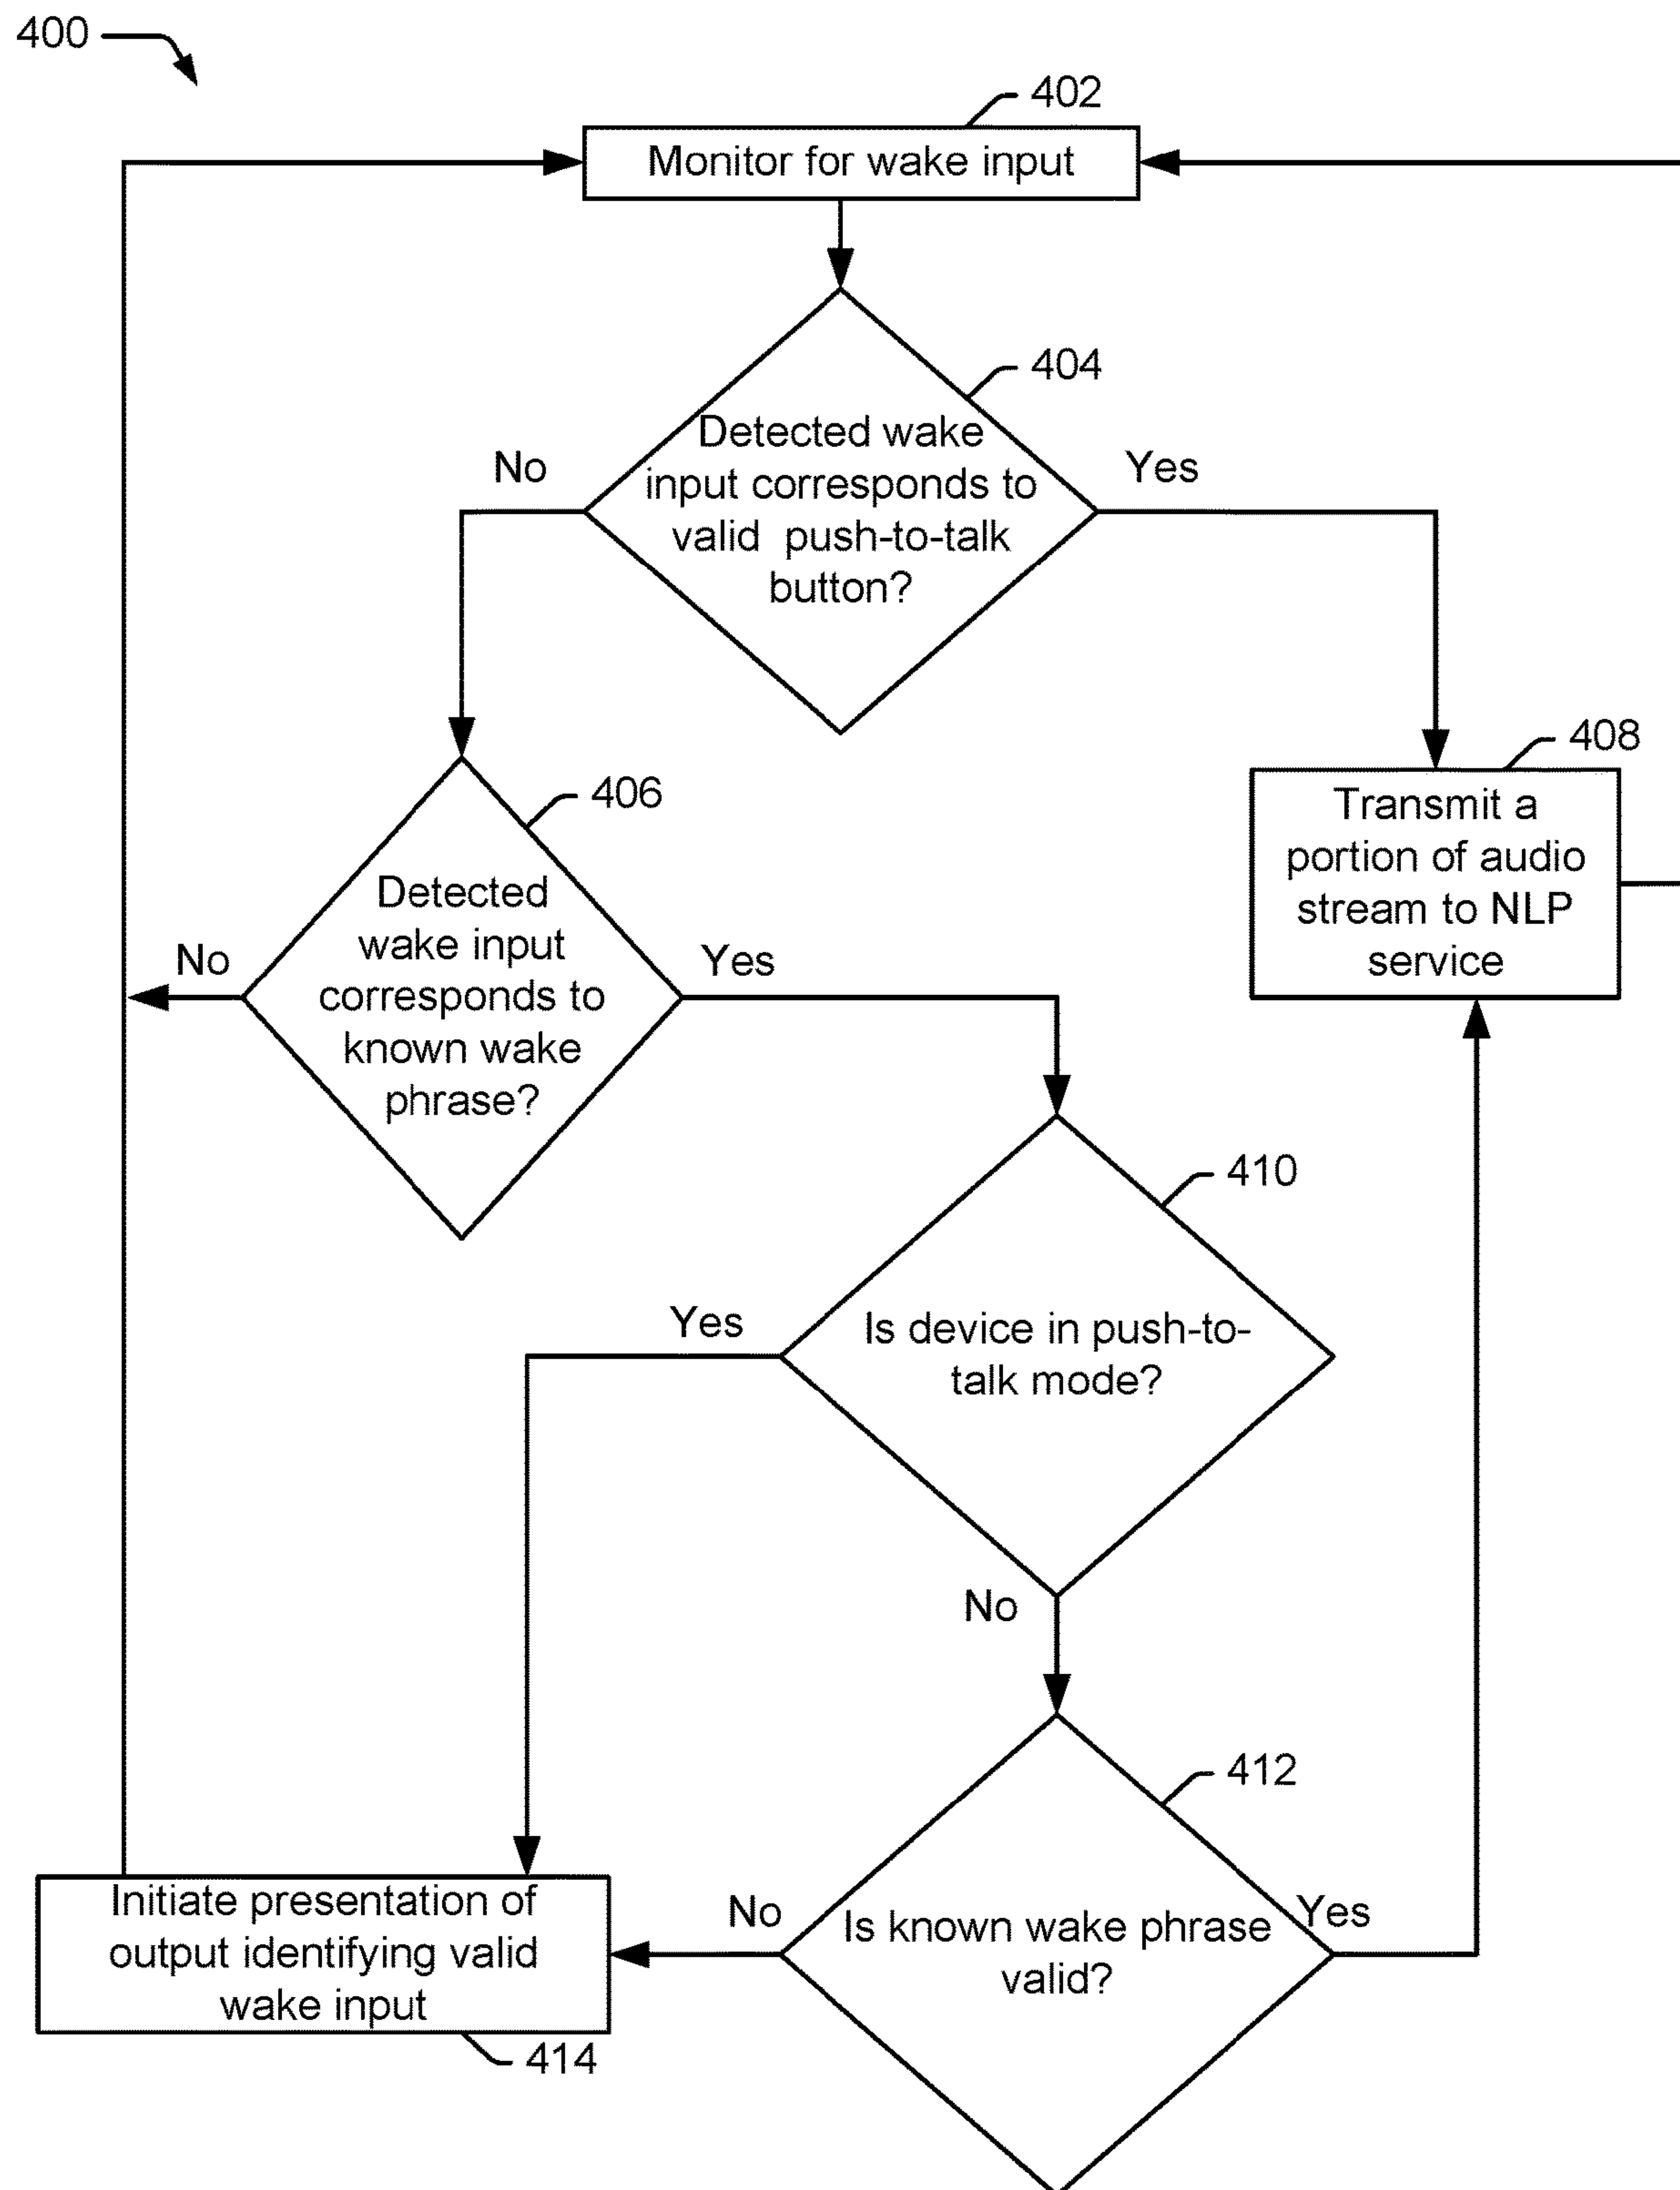 400
402
Monitor for wake input
404
Detected wake
input corresponds to
valid push-to-talk
button?
No
Yes
408
Transmit a
portion of audio
stream to NLP
service
406
Detected
wake input
corresponds to
known wake
phrase?
No
Yes
410
Is device in push-to-
talk mode?
Yes
No
412
Is known wake phrase
valid?
No
Yes
Initiate presentation of
output identifying valid
wake input
414